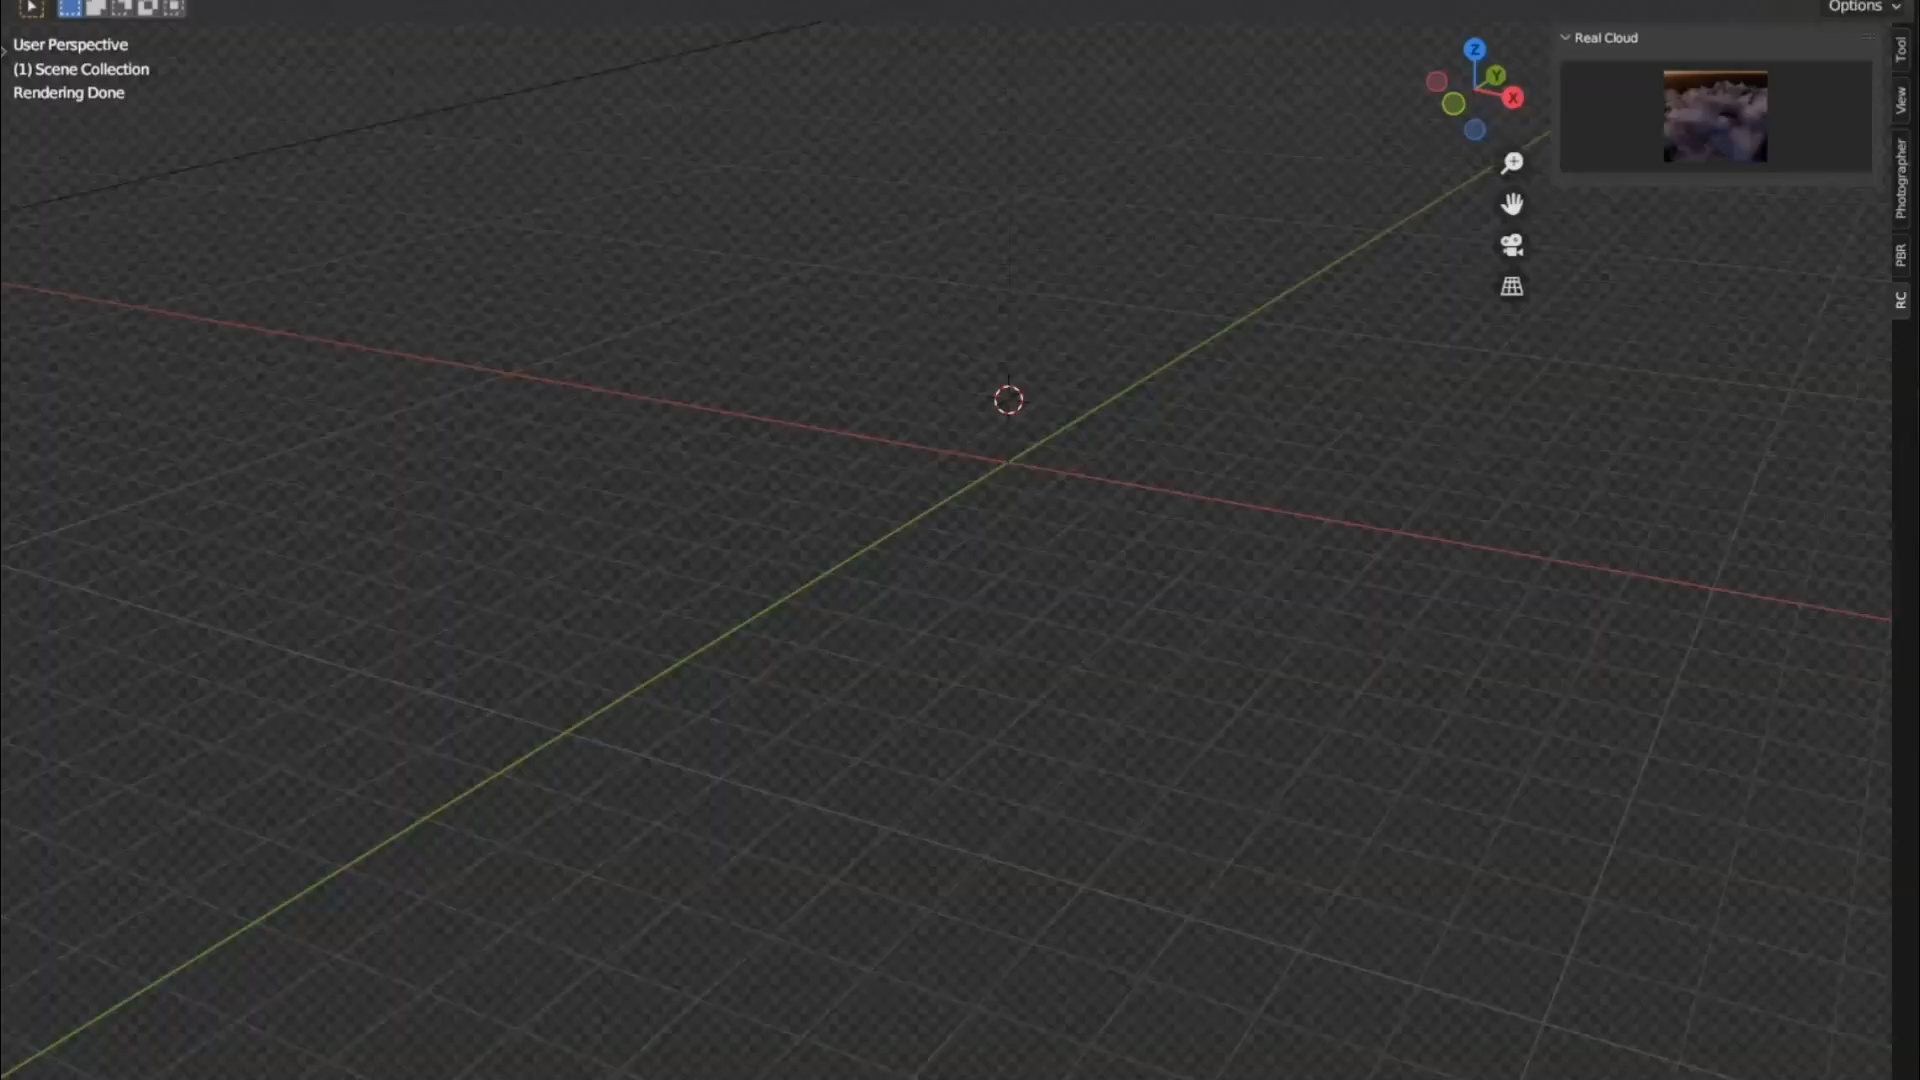 Options
User Perspective
(1) Scene Collection
Rendering Done
Z
Y
X
Real Cloud
Tool
View
Photographer
PBR
RC